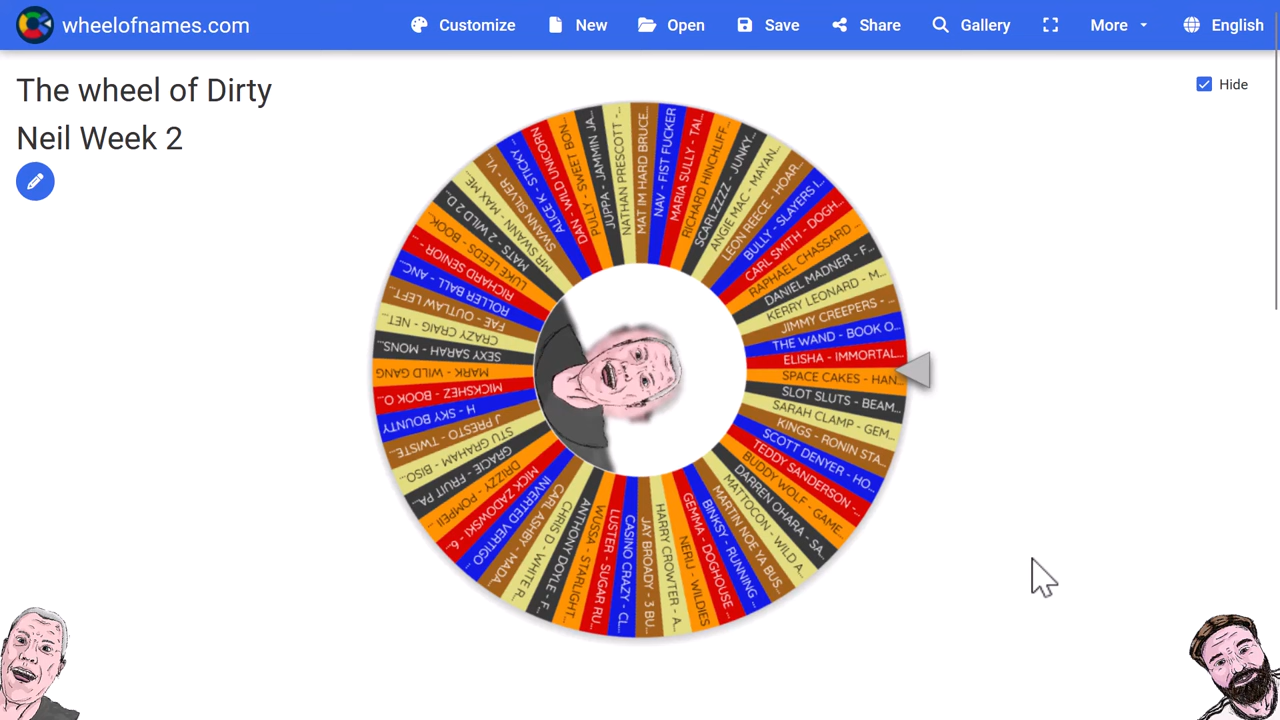 wheelofnames.com
Customize
New
Open
Save
Share
Gallery
More
English
The wheel of Dirty
Neil Week 2
Hide
MAT IM HARD BRUCE...
NAV - FIST FUCKER
MARIA SULLY - TAI...
RICHARD HINCHLIFF...
SCARLZZZZ - JUNKY...
ANGIE MAC - MAYAN...
LEON REECE - HOAR...
BULLY - SLAYERS I...
CARL SMITH - DOGH...
RAPHAEL CHASSARD ...
DANIEL MADNER - F...
KERRY LEONARD - M...
JIMMY CREEPERS - ...
THE WAND - BOOK O...
ELISHA - IMMORTAL...
SPACE CAKES - HAN...
SLOT SLUTS - BEAM...
SARAH CLAMP - GEM...
KINGS - RONIN STA...
SCOTT DENYER - HO...
TEDDY SANDERSON -...
BUDDY WOLF - GAME...
DARREN OHARA - SA...
MATTOCON - WILD A...
MARTIN NOE YA BUS...
BINKSY - RUNNING ...
GEMMA - DOGHOUSE ...
NERIJ - WILDIES
HARRY CROWTER - A...
JAY BROADY - 3 BU...
CASINO CRAZY - CL...
LUSTER - SUGAR RU...
WUSSA - STARLIGHT...
ANTHONY DOYLE - F...
CHRIS D - WHITE R...
CARL ASHBY - MADA...
INVERTED VERTIGO ...
MICK ZADOWSKI - 6...
DRIZZY - POMPEII
GRACIE - FRUIT PA...
STU GRAHAM - BISO...
J PRESTO - TWISTE...
H - SKY BOUNTY
MICKSHEZ - BOOK O...
MARK - WILD GANG
SEXY SARAH - MONS...
CRAZY CRAIG - NET...
FAE - OUTLAW LEFT...
ROLLER BALL - ANC...
RICHARD SENIOR - ...
LUKE LEEDS - BOOK...
MATS - 2 WILD 2 D...
MR SWANN - MAX ME...
SWANN SILVER - VI...
ALICE K - STICKY ...
DAN - WILD UNICORN
PULLY - SWEET BON...
JUPPA - JAMMIN JA...
NATHAN PRESCOTT -...